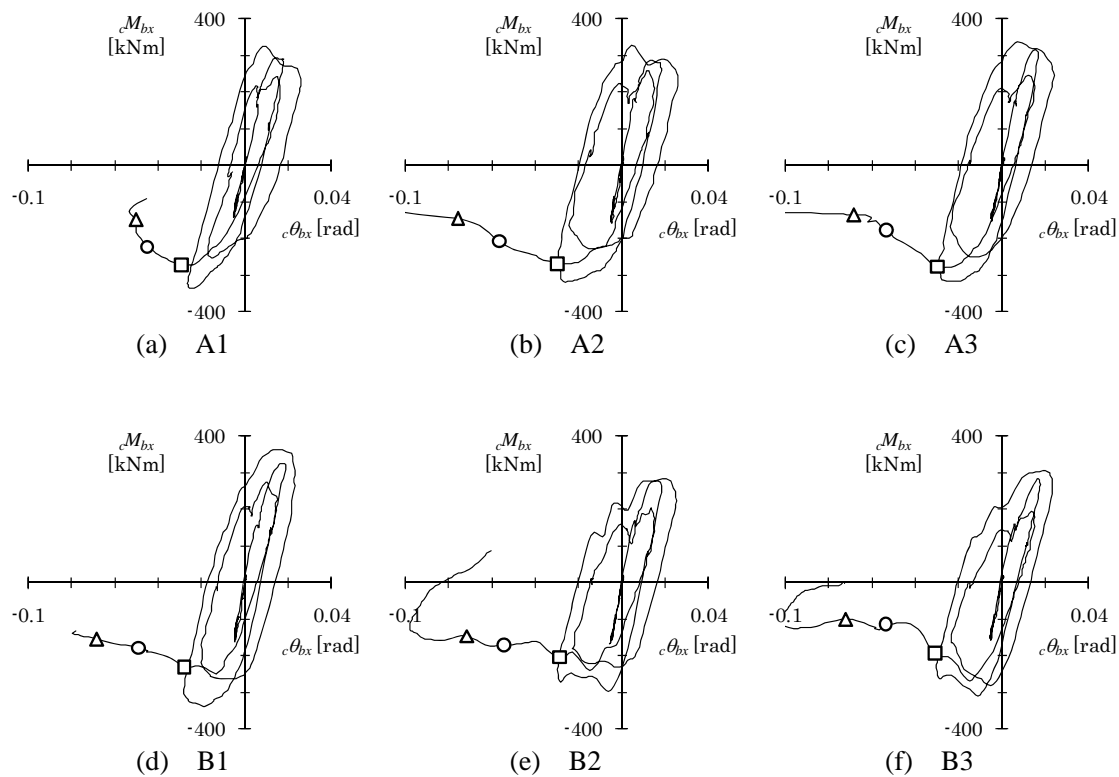 400
cMbx
[kNm]
-0.1
0.04
cθbx [rad]
-400
(a) A1
400
cMbx
[kNm]
-0.1
0.04
cθbx [rad]
-400
(b) A2
400
cMbx
[kNm]
-0.1
0.04
cθbx [rad]
-400
(c) A3
400
cMbx
[kNm]
-0.1
0.04
cθbx [rad]
-400
(d) B1
400
cMbx
[kNm]
-0.1
0.04
cθbx [rad]
-400
(e) B2
400
cMbx
[kNm]
-0.1
0.04
cθbx [rad]
-400
(f) B3